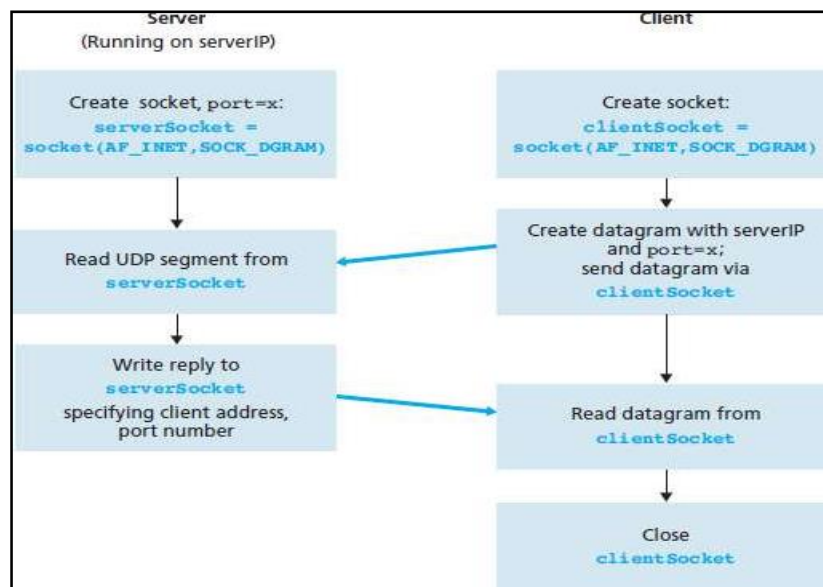 Server
(Running on serverIP)
Create socket, port=x:
serverSocket =
socket(AF_INET,SOCK_DGRAM)
Read UDP segment from
serverSocket
Write reply to
serverSocket
specifying client address,
port number
Client
Create socket:
clientSocket =
socket(AF_INET,SOCK_DGRAM)
Create datagram with serverIP
and port=x;
send datagram via
clientSocket
Read datagram from
clientSocket
Close
clientSocket